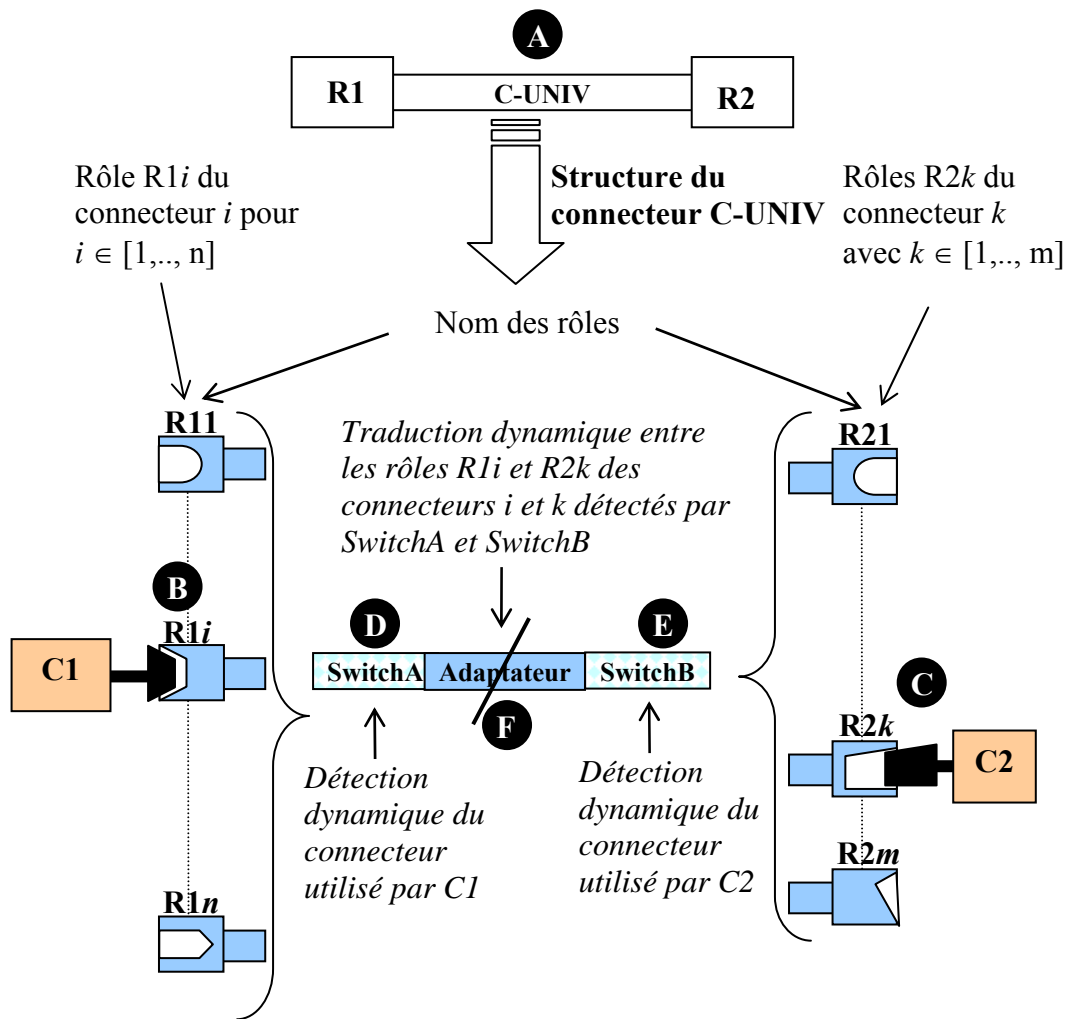 A
R1
C-UNIV
R2
Rôle R1i du
connecteur i pour
i ∈ [1,.., n]
Structure du
connecteur C-UNIV
Rôles R2k du
connecteur k
avec k ∈ [1,.., m]
Nom des rôles
R11
R21
Traduction dynamique entre
les rôles R1i et R2k des
connecteurs i et k détectés par
SwitchA et SwitchB
B
R1i
C1
D
E
SwitchA
Adaptateur
SwitchB
F
C
R2k
C2
Détection
dynamique du
connecteur
utilisé par C1
Détection
dynamique du
connecteur
utilisé par C2
R2m
R1n